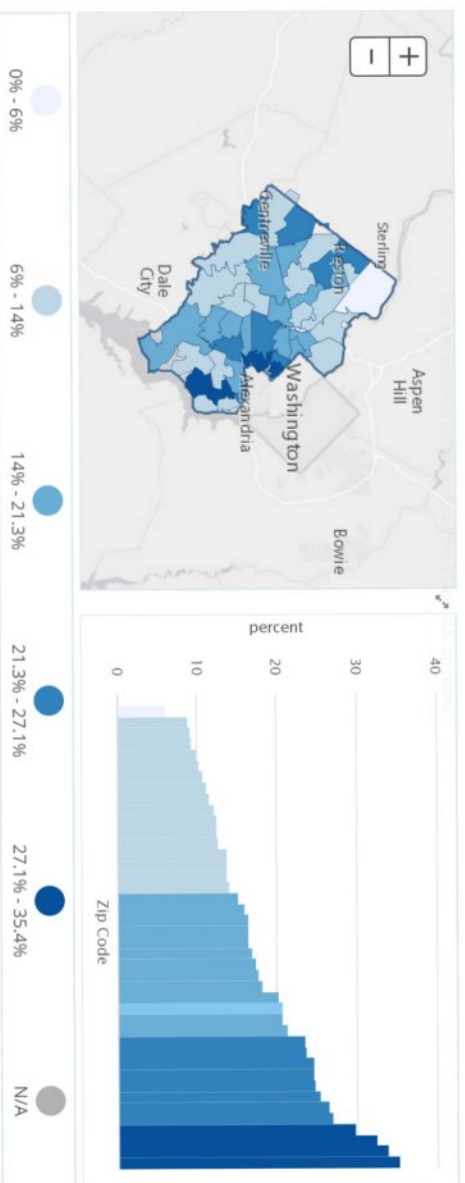 +
−
Sterling
Aspen
Hill
Reston
Bowie
Centreville
Washington
Alexandria
Dale
City
percent
40
30
20
10
0
Zip Code
0% - 6%
6% - 14%
14% - 21.3%
21.3% - 27.1%
27.1% - 35.4%
N/A